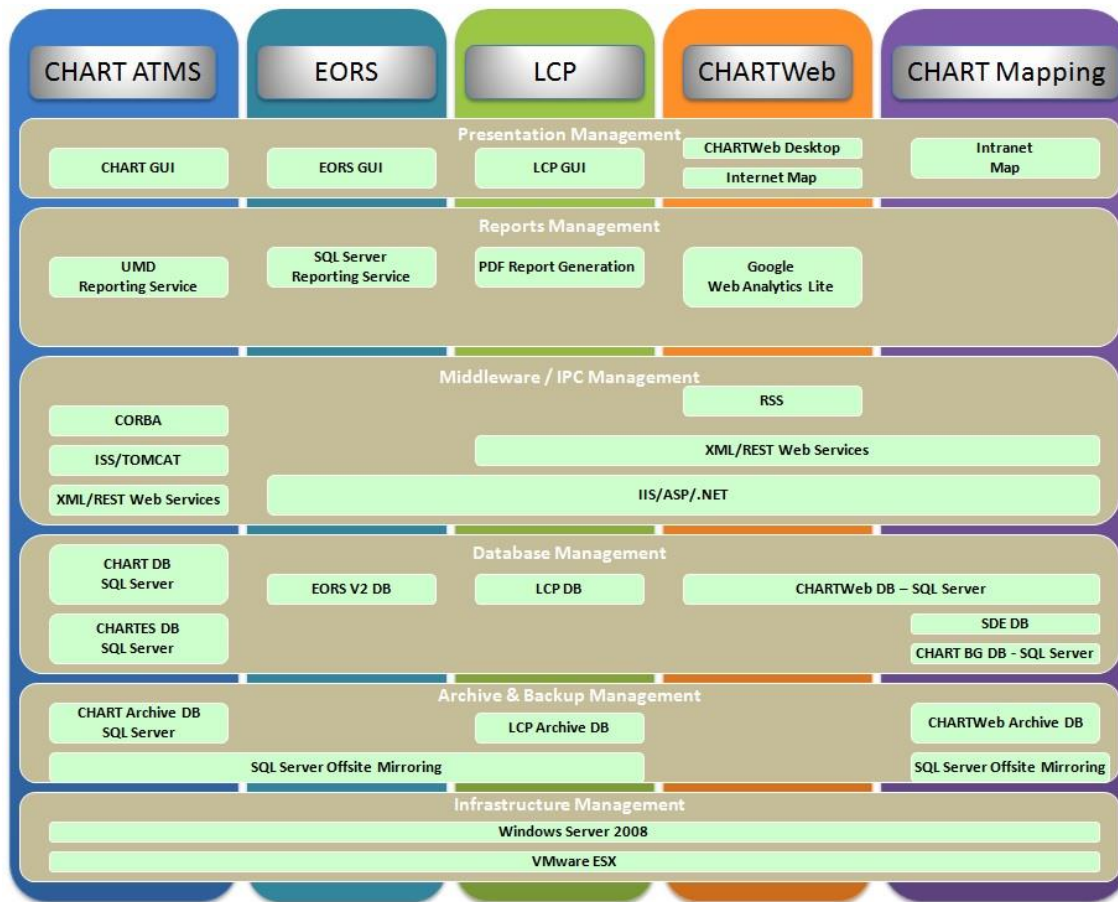 CHART ATMS
EORS
LCP
CHARTWeb
CHART Mapping
Presentation Management
CHART GUI
EORS GUI
LCP GUI
CHARTWeb Desktop
Internet Map
Intranet
Map
Reports Management
UMD
Reporting Service
SQL Server
Reporting Service
PDF Report Generation
Google
Web Analytics Lite
Middleware / IPC Management
RSS
CORBA
ISS/TOMCAT
XML/REST Web Services
XML/REST Web Services
IIS/ASP/.NET
Database Management
CHART DB
SQL Server
EORS V2 DB
LCP DB
CHARTWeb DB – SQL Server
CHARTES DB
SQL Server
SDE DB
CHART BG DB - SQL Server
Archive & Backup Management
CHART Archive DB
SQL Server
LCP Archive DB
CHARTWeb Archive DB
SQL Server Offsite Mirroring
SQL Server Offsite Mirroring
Infrastructure Management
Windows Server 2008
VMware ESX